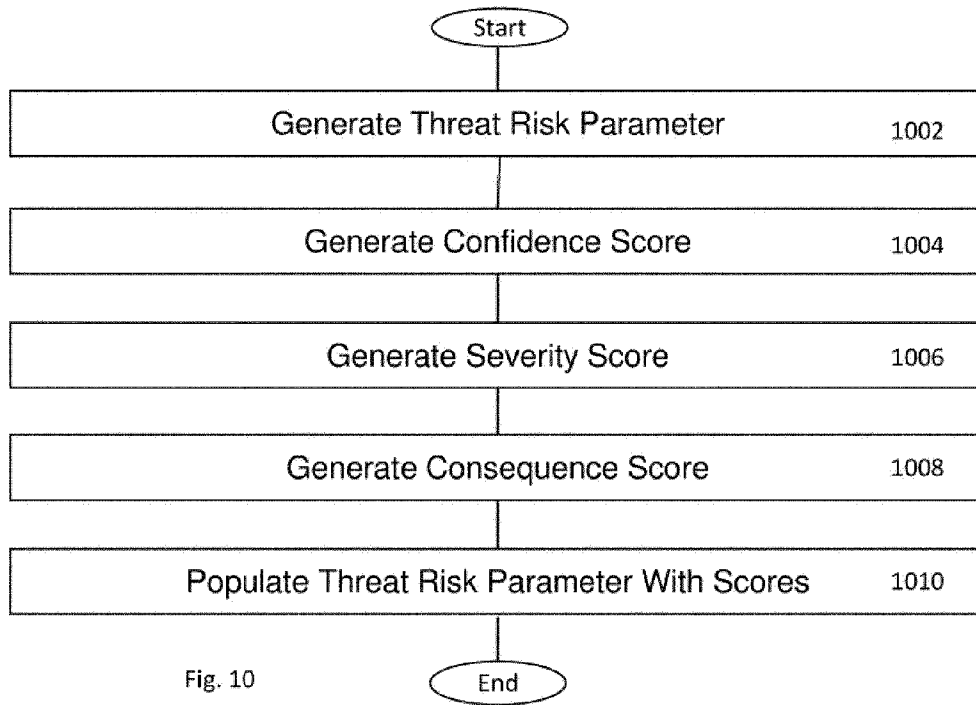 Start
Generate Threat Risk Parameter 1002
Generate Confidence Score 1004
Generate Severity Score 1006
Generate Consequence Score 1008
Populate Threat Risk Parameter With Scores 1010
Fig. 10
End